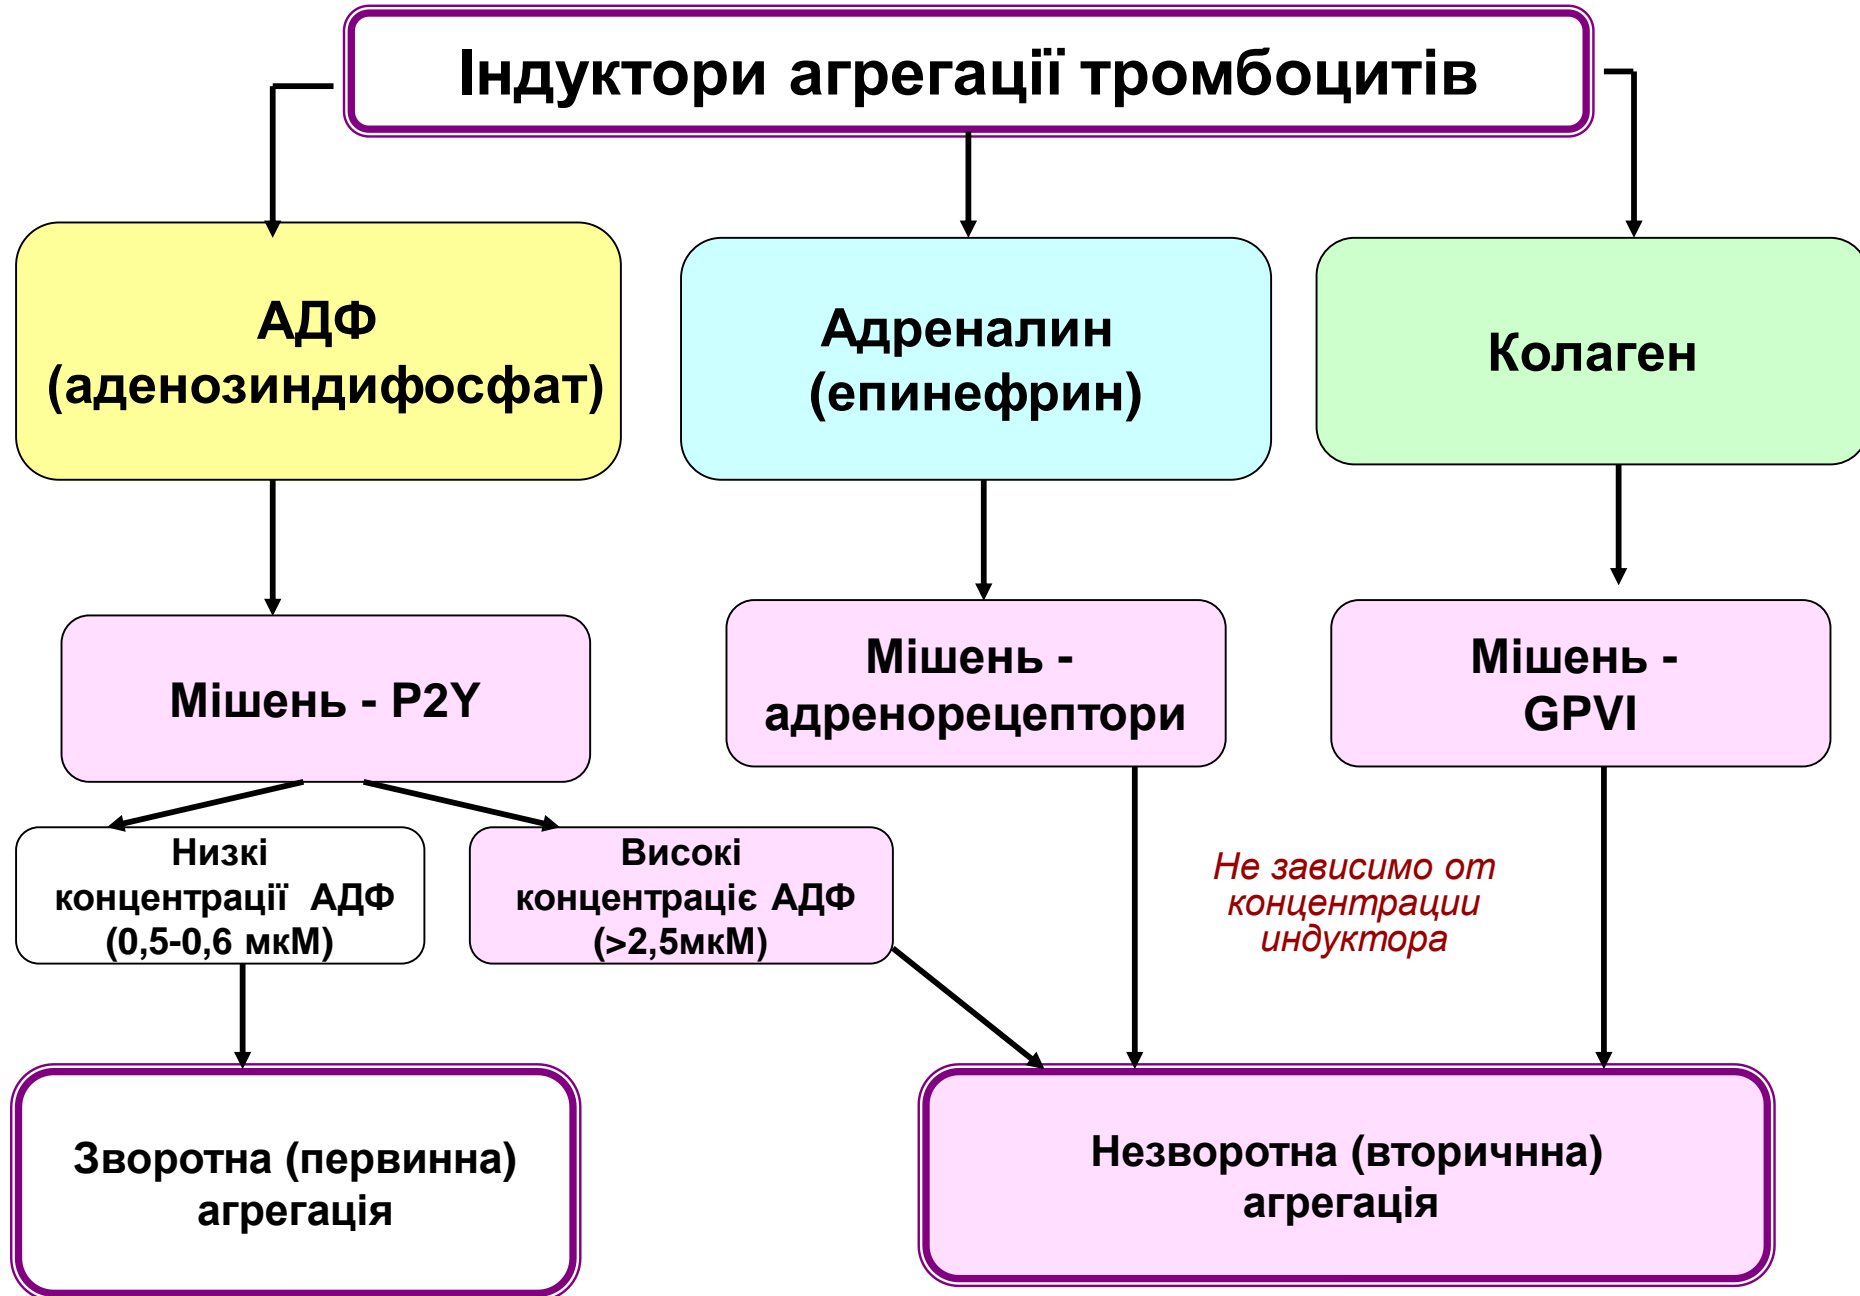 Індуктори агрегації тромбоцитів
АДФ
(аденозиндифосфат)
Адреналин
(епинефрин)
Колаген
Мішень - P2Y
Мішень -
адренорецептори
Мішень -
GPVI
Низкі
концентрації АДФ
(0,5-0,6 мкМ)
Високі
концентраціє АДФ
(>2,5мкМ)
Не зависимо от
концентрации
индуктора
Зворотна (первинна)
агрегація
Незворотна (вторичнна)
агрегація